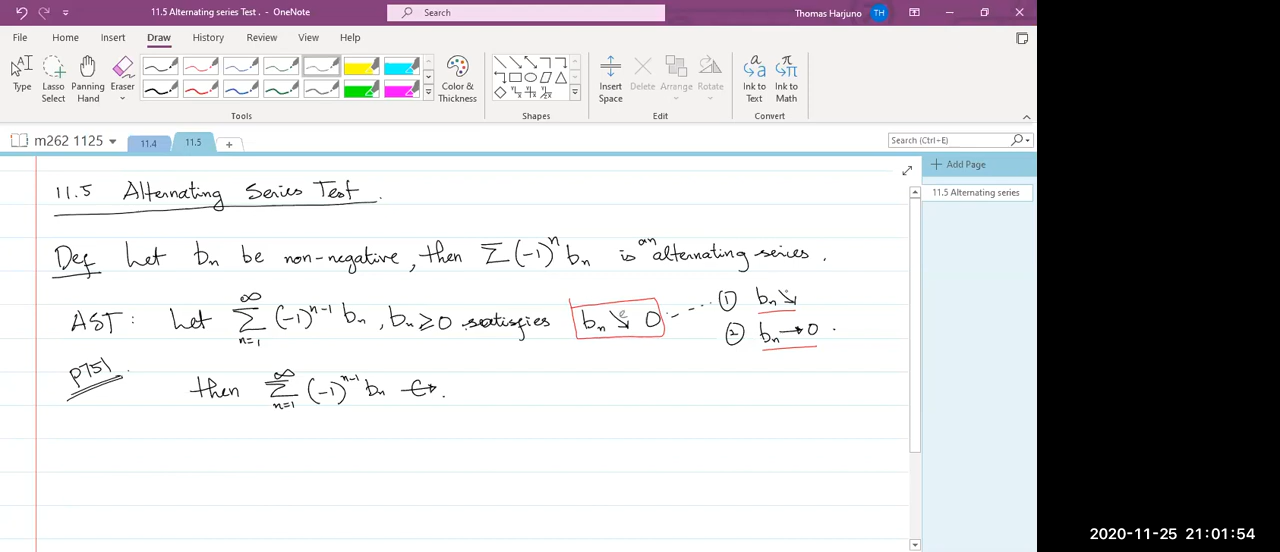 11.5 Alternating series Test . - OneNote
Search
Thomas Harjuno TH
File Home Insert Draw History Review View Help
Type Lasso Select Panning Hand Eraser Color & Thickness Insert Space Delete Arrange Rotate Ink to Text Ink to Math
Tools Shapes Edit Convert
m262 1125 11.4 11.5 + Search (Ctrl+E)
+ Add Page
11.5 Alternating series
11.5 Alternating Series Test.
Def Let bn be non-negative, then Σ(-1)^n bn is an alternating series.
AST: Let Σ_{n=1}^∞ (-1)^{n-1} bn, bn ≥ 0 satisfies bn ↘ 0 --- ① bn ↘
② bn → 0.
p751. then Σ_{n=1}^∞ (-1)^{n-1} bn
2020-11-25 21:01:54